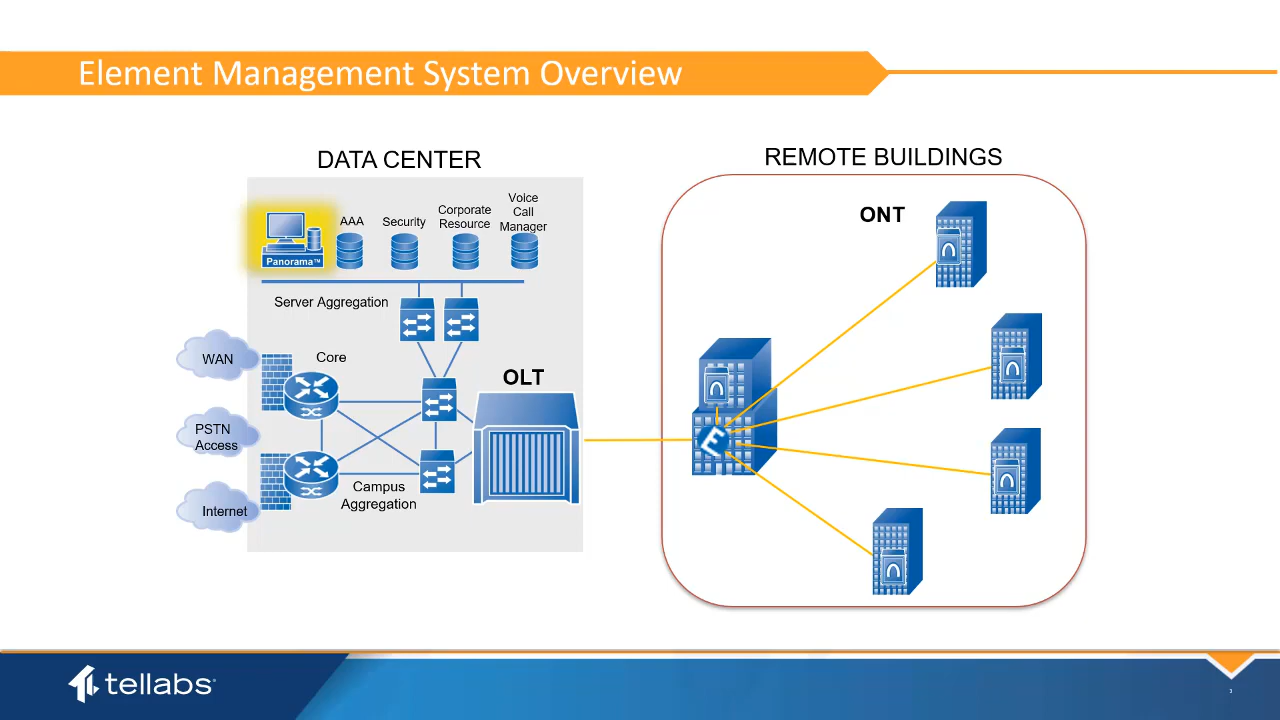 Element Management System Overview
DATA CENTER
REMOTE BUILDINGS
Panorama™
AAA
Security
Corporate
Resource
Voice
Call
Manager
Server Aggregation
WAN
Core
PSTN
Access
Internet
Campus
Aggregation
OLT
ONT
E
tellabs®
3